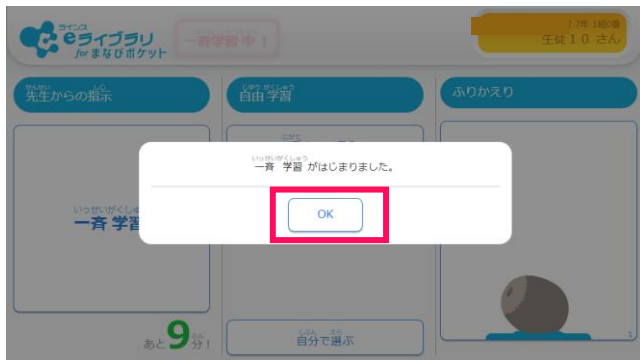 ラインズ
eライブラリ
for まなびポケット
一斉学習 中！
17年 1組0番
生徒１０ さん
せんせい しじ
先生からの指示
じゆう がくしゅう
自由 学習
ふりかえり
いっせいがくしゅう
一斉 学習 がはじまりました。
OK
いっせいがくしゅ
一斉 学習
あと9分！
じぶん えら
自分で選ぶ
1